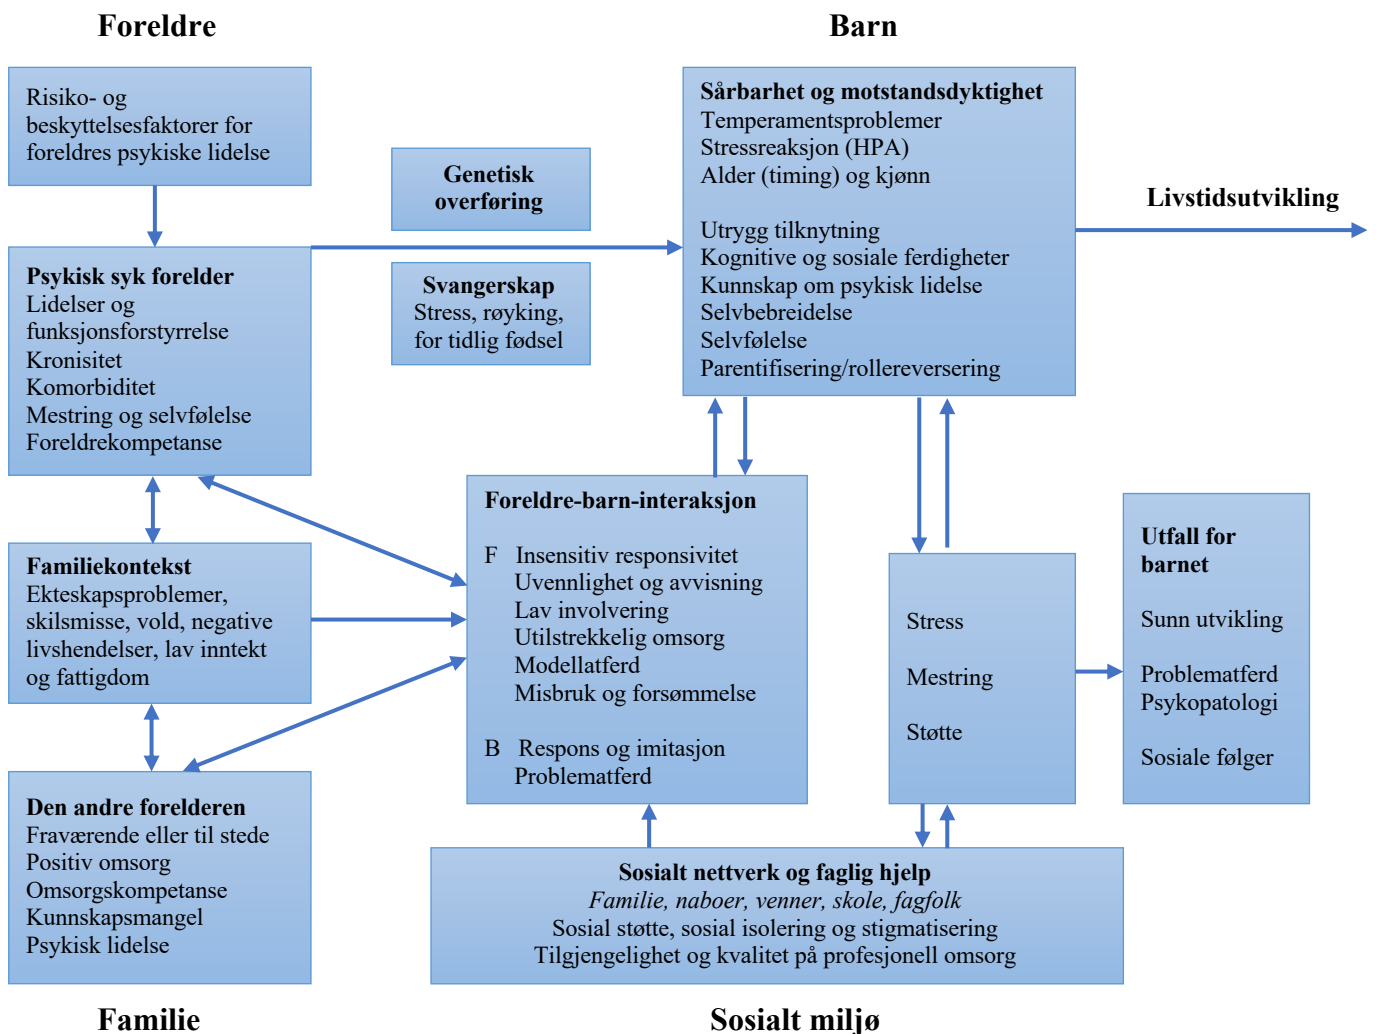 Foreldre
Barn
Risiko- og
beskyttelsesfaktorer for
foreldres psykiske lidelse
Genetisk
overføring
Sårbarhet og motstandsdyktighet
Temperamentsproblemer
Stressreaksjon (HPA)
Alder (timing) og kjønn
Utrygg tilknytning
Kognitive og sosiale ferdigheter
Kunnskap om psykisk lidelse
Selvbebreidelse
Selvfølelse
Parentifisering/rollereversering
Livstidsutvikling
Psykisk syk forelder
Lidelser og
funksjonsforstyrrelse
Kronisitet
Komorbiditet
Mestring og selvfølelse
Foreldrekompetanse
Svangerskap
Stress, røyking,
for tidlig fødsel
Familiekontekst
Ekteskapsproblemer,
skilsmisse, vold, negative
livshendelser, lav inntekt
og fattigdom
Foreldre-barn-interaksjon
F Insensitiv responsivitet
Uvennlighet og avvisning
Lav involvering
Utilstrekkelig omsorg
Modellatferd
Misbruk og forsømmelse
B Respons og imitasjon
Problematferd
Stress
Mestring
Støtte
Utfall for
barnet
Sunn utvikling
Problematferd
Psykopatologi
Sosiale følger
Den andre forelderen
Fraværende eller til stede
Positiv omsorg
Omsorgskompetanse
Kunnskapsmangel
Psykisk lidelse
Sosialt nettverk og faglig hjelp
Familie, naboer, venner, skole, fagfolk
Sosial støtte, sosial isolering og stigmatisering
Tilgjengelighet og kvalitet på profesjonell omsorg
Familie
Sosialt miljø